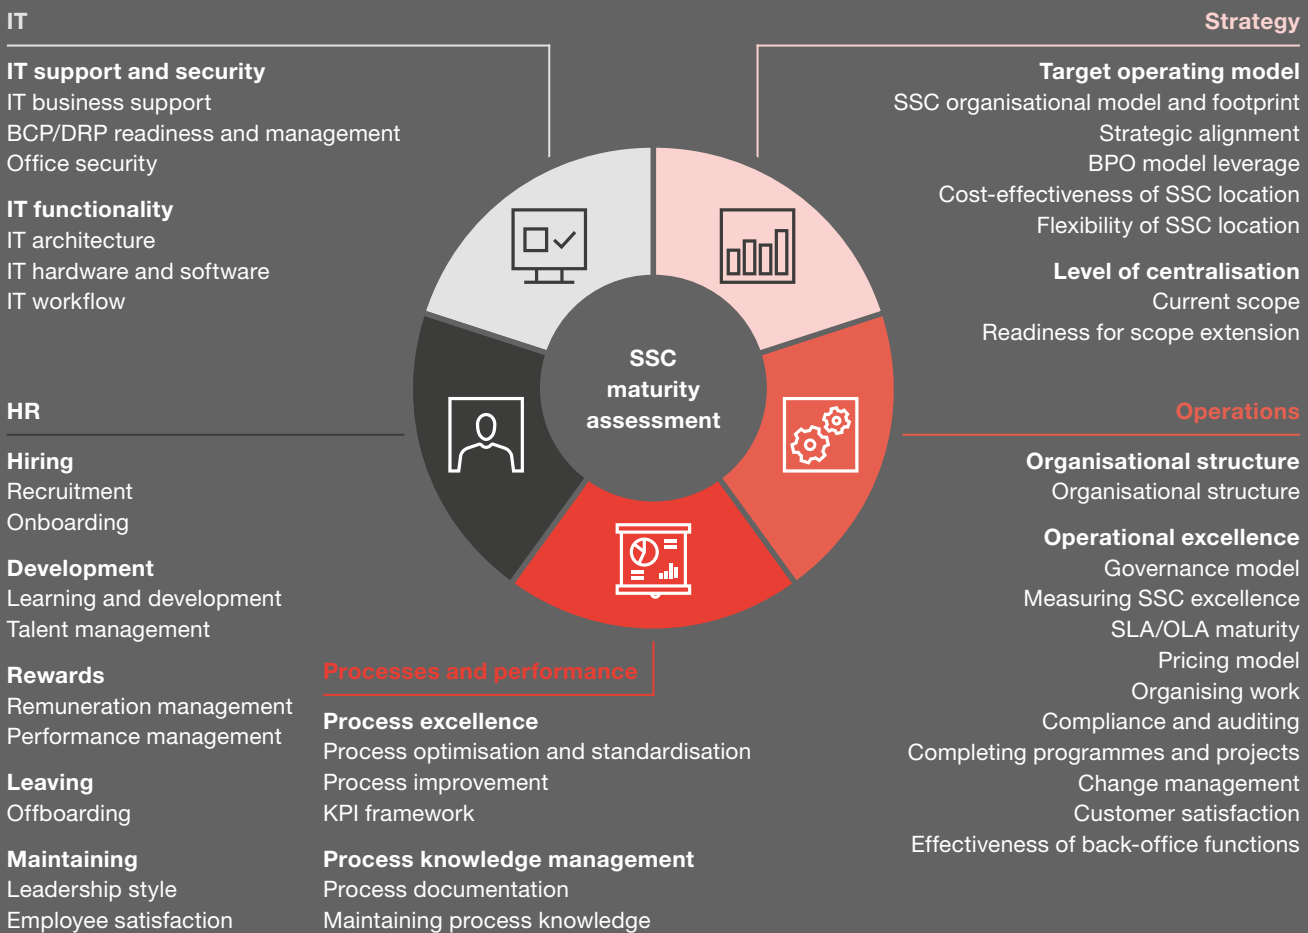 IT
IT support and security
IT business support
BCP/DRP readiness and management
Office security
IT functionality
IT architecture
IT hardware and software
IT workflow
Strategy
Target operating model
SSC organisational model and footprint
Strategic alignment
BPO model leverage
Cost-effectiveness of SSC location
Flexibility of SSC location
Level of centralisation
Current scope
Readiness for scope extension
SSC
maturity
assessment
HR
Hiring
Recruitment
Onboarding
Development
Learning and development
Talent management
Rewards
Remuneration management
Performance management
Leaving
Offboarding
Maintaining
Leadership style
Employee satisfaction
Processes and performance
Process excellence
Process optimisation and standardisation
Process improvement
KPI framework
Process knowledge management
Process documentation
Maintaining process knowledge
Operations
Organisational structure
Organisational structure
Operational excellence
Governance model
Measuring SSC excellence
SLA/OLA maturity
Pricing model
Organising work
Compliance and auditing
Completing programmes and projects
Change management
Customer satisfaction
Effectiveness of back-office functions